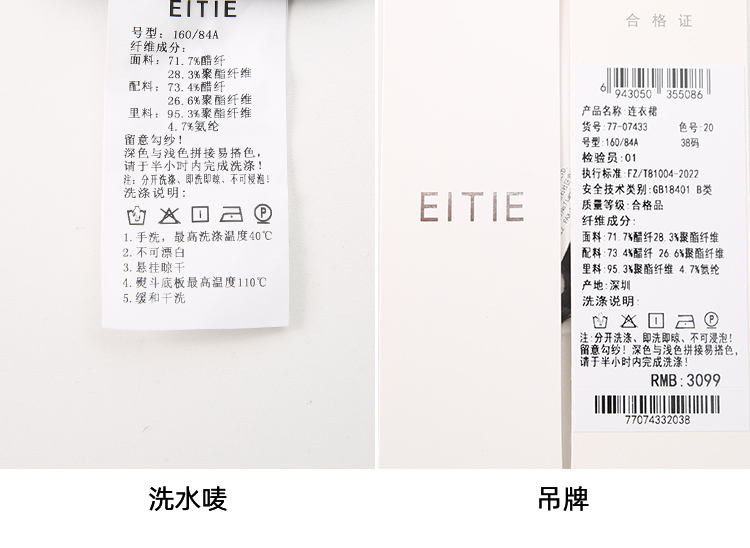 EITIE
号型：160/84A
纤维成分：
面料：71.7%醋纤
28.3%聚酯纤维
配料：73.4%醋纤
26.6%聚酯纤维
里料：95.3%聚酯纤维
4.7%氨纶
留意勾纱！
深色与浅色拼接易搭色，
请于半小时内完成洗涤！
注：分开洗涤、即洗即晾、不可浸泡！
洗涤说明：
1.手洗，最高洗涤温度40℃
2.不可漂白
3.悬挂晾干
4.熨斗底板最高温度110℃
5.缓和干洗
洗水唛
EITIE
合格证
6 943050 355086
产品名称：连衣裙
货号：77-07433 色号：20
号型：160/84A 38码
检验员：01
执行标准：FZ/T81004-2022
安全技术类别：GB18401 B类
质量等级：合格品
纤维成分：
面料：71.7%醋纤28.3%聚酯纤维
配料：73.4%醋纤 26.6%聚酯纤维
里料：95.3%聚酯纤维 4.7%氨纶
产地：深圳
洗涤说明：
注：分开洗涤、即洗即晾、不可浸泡！
留意勾纱！深色与浅色拼接易搭色，
请于半小时内完成洗涤！
RMB：3099
77074332038
吊牌